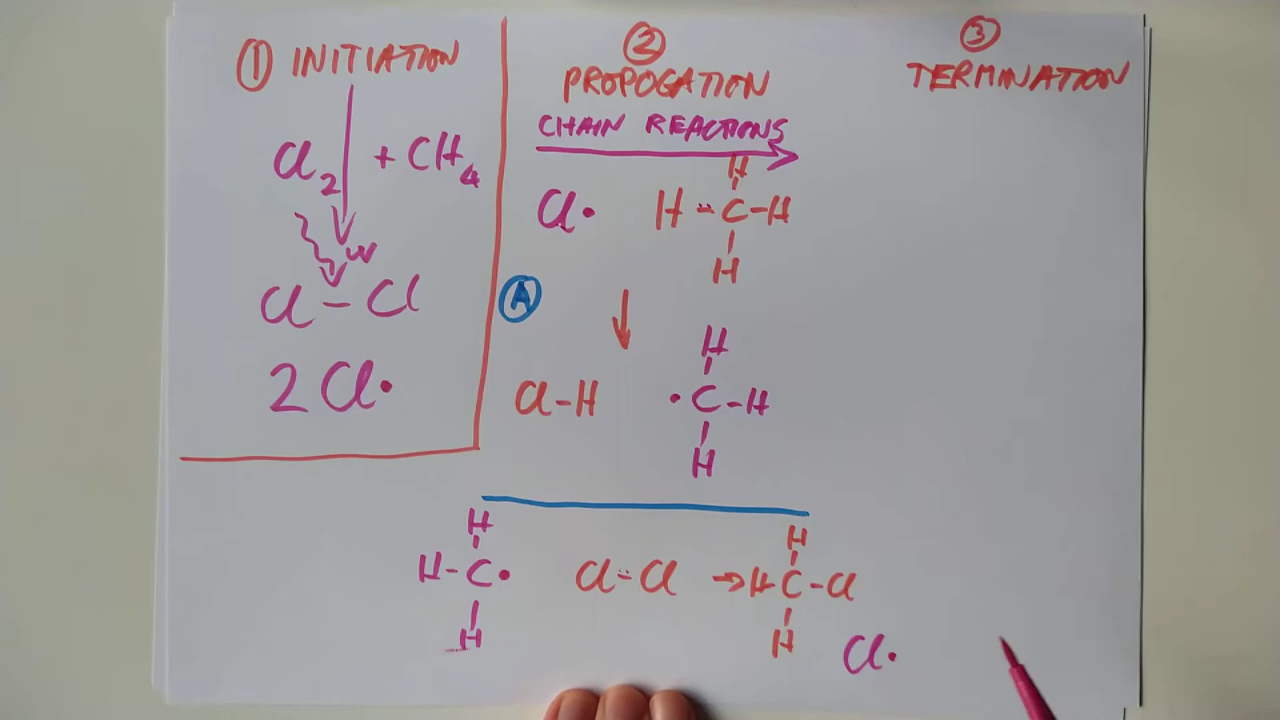 ① INITIATION
Cl₂ + CH₄
UV
Cl – Cl
2 Cl•
②
PROPOGATION
CHAIN REACTIONS
H
Cl• H ·· C – H
H
Ⓐ
H
Cl – H • C – H
H
H
H – C • Cl ·· Cl → H C – Cl
H
H
H
Cl•
③
TERMINATION